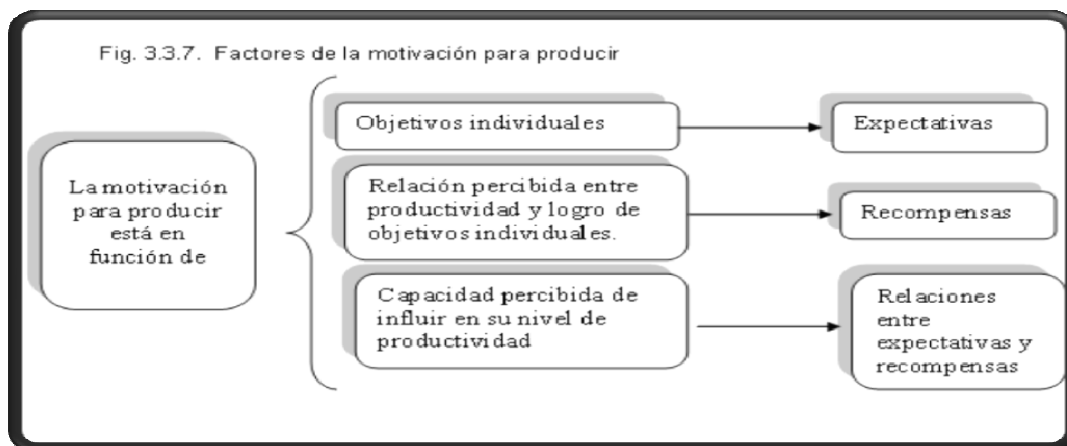 Fig. 3.3.7. Factores de la motivación para producir
La motivación
para producir
está en
función de
Objetivos individuales
Expectativas
Relación percibida entre
productividad y logro de
objetivos individuales.
Recompensas
Capacidad percibida de
influir en su nivel de
productividad
Relaciones
entre
expectativas y
recompensas